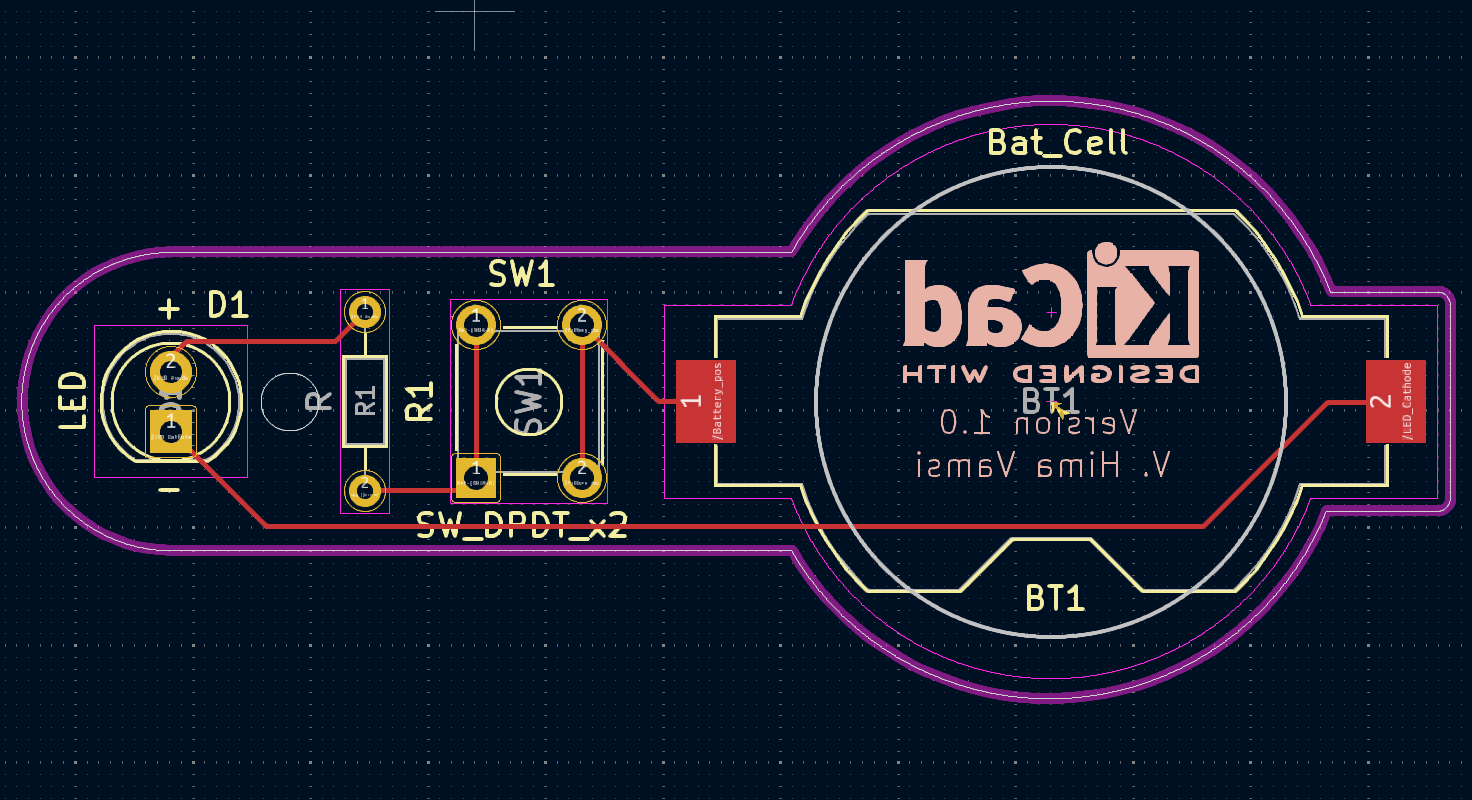 Bat_Cell
SW1
+ D1
1
1
2
2
KiCad
LED
D1
R
R1
R1
SW1
1
/Battery_pos
DESIGNED WITH
BT1
2
/LED_Cathode
Version 1.0
1
V. Hima Vamsi
1
2
2
-
SW_DPDT_x2
BT1